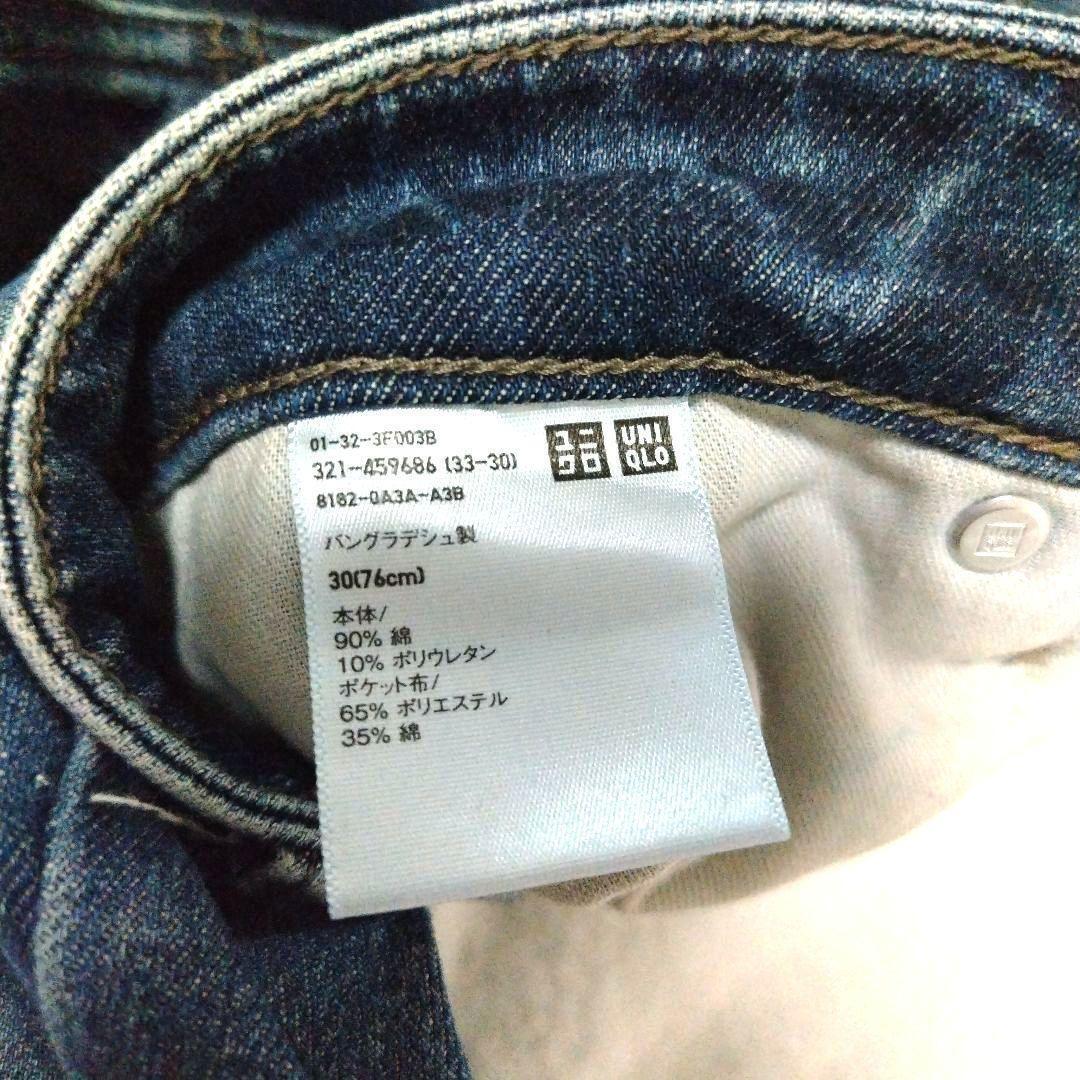 01-32-3F003B
321-459686 (33-30)
8182-0A3A-A3B
ユニクロ
UNIQLO
バングラデシュ製
30(76cm)
本体/
90% 綿
10% ポリウレタン
ポケット布/
65% ポリエステル
35% 綿